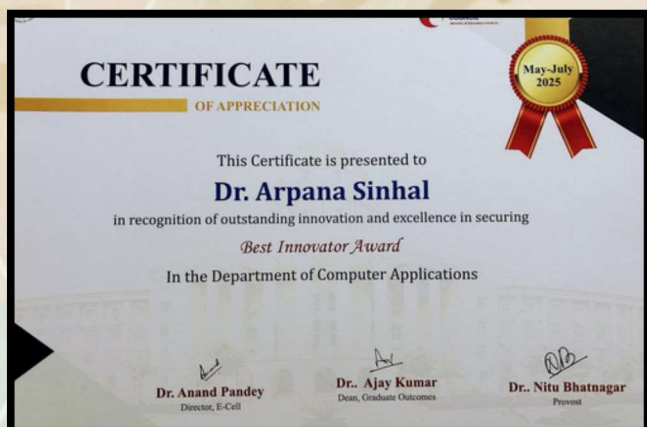 COUNCIL
CERTIFICATE
OF APPRECIATION
May-July
2025
This Certificate is presented to
Dr. Arpana Sinhal
in recognition of outstanding innovation and excellence in securing
Best Innovator Award
In the Department of Computer Applications
Dr. Anand Pandey
Director, E-Cell
Dr.. Ajay Kumar
Dean, Graduate Outcomes
Dr.. Nitu Bhatnagar
Provost